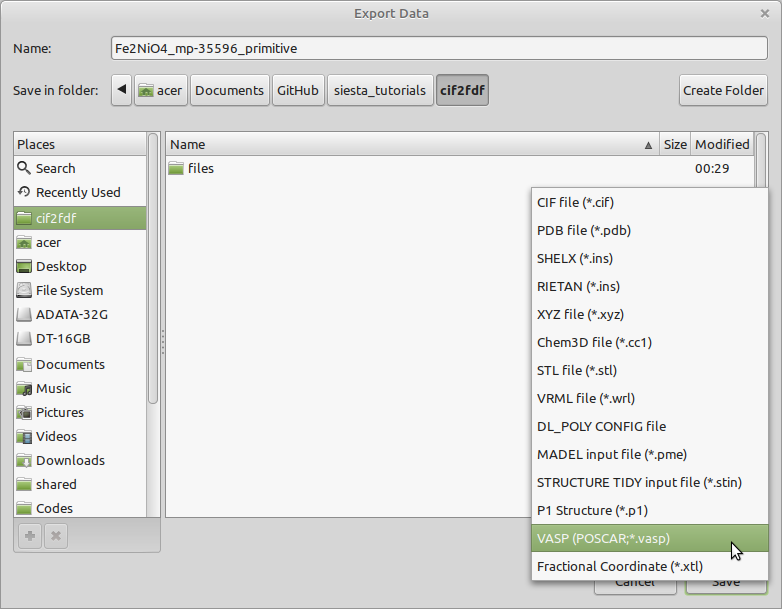 Export Data
Name:
Fe2NiO4_mp-35596_primitive
Save in folder:
acer
Documents
GitHub
siesta_tutorials
cif2fdf
Create Folder
Places
Search
Recently Used
cif2fdf
acer
Desktop
File System
ADATA-32G
DT-16GB
Documents
Music
Pictures
Videos
Downloads
shared
Codes
Name
Size
Modified
files
00:29
CIF file (*.cif)
PDB file (*.pdb)
SHELX (*.ins)
RIETAN (*.ins)
XYZ file (*.xyz)
Chem3D file (*.cc1)
STL file (*.stl)
VRML file (*.wrl)
DL_POLY CONFIG file
MADEL input file (*.pme)
STRUCTURE TIDY input file (*.stin)
P1 Structure (*.p1)
VASP (POSCAR;*.vasp)
Fractional Coordinate (*.xtl)
Cancel
Save